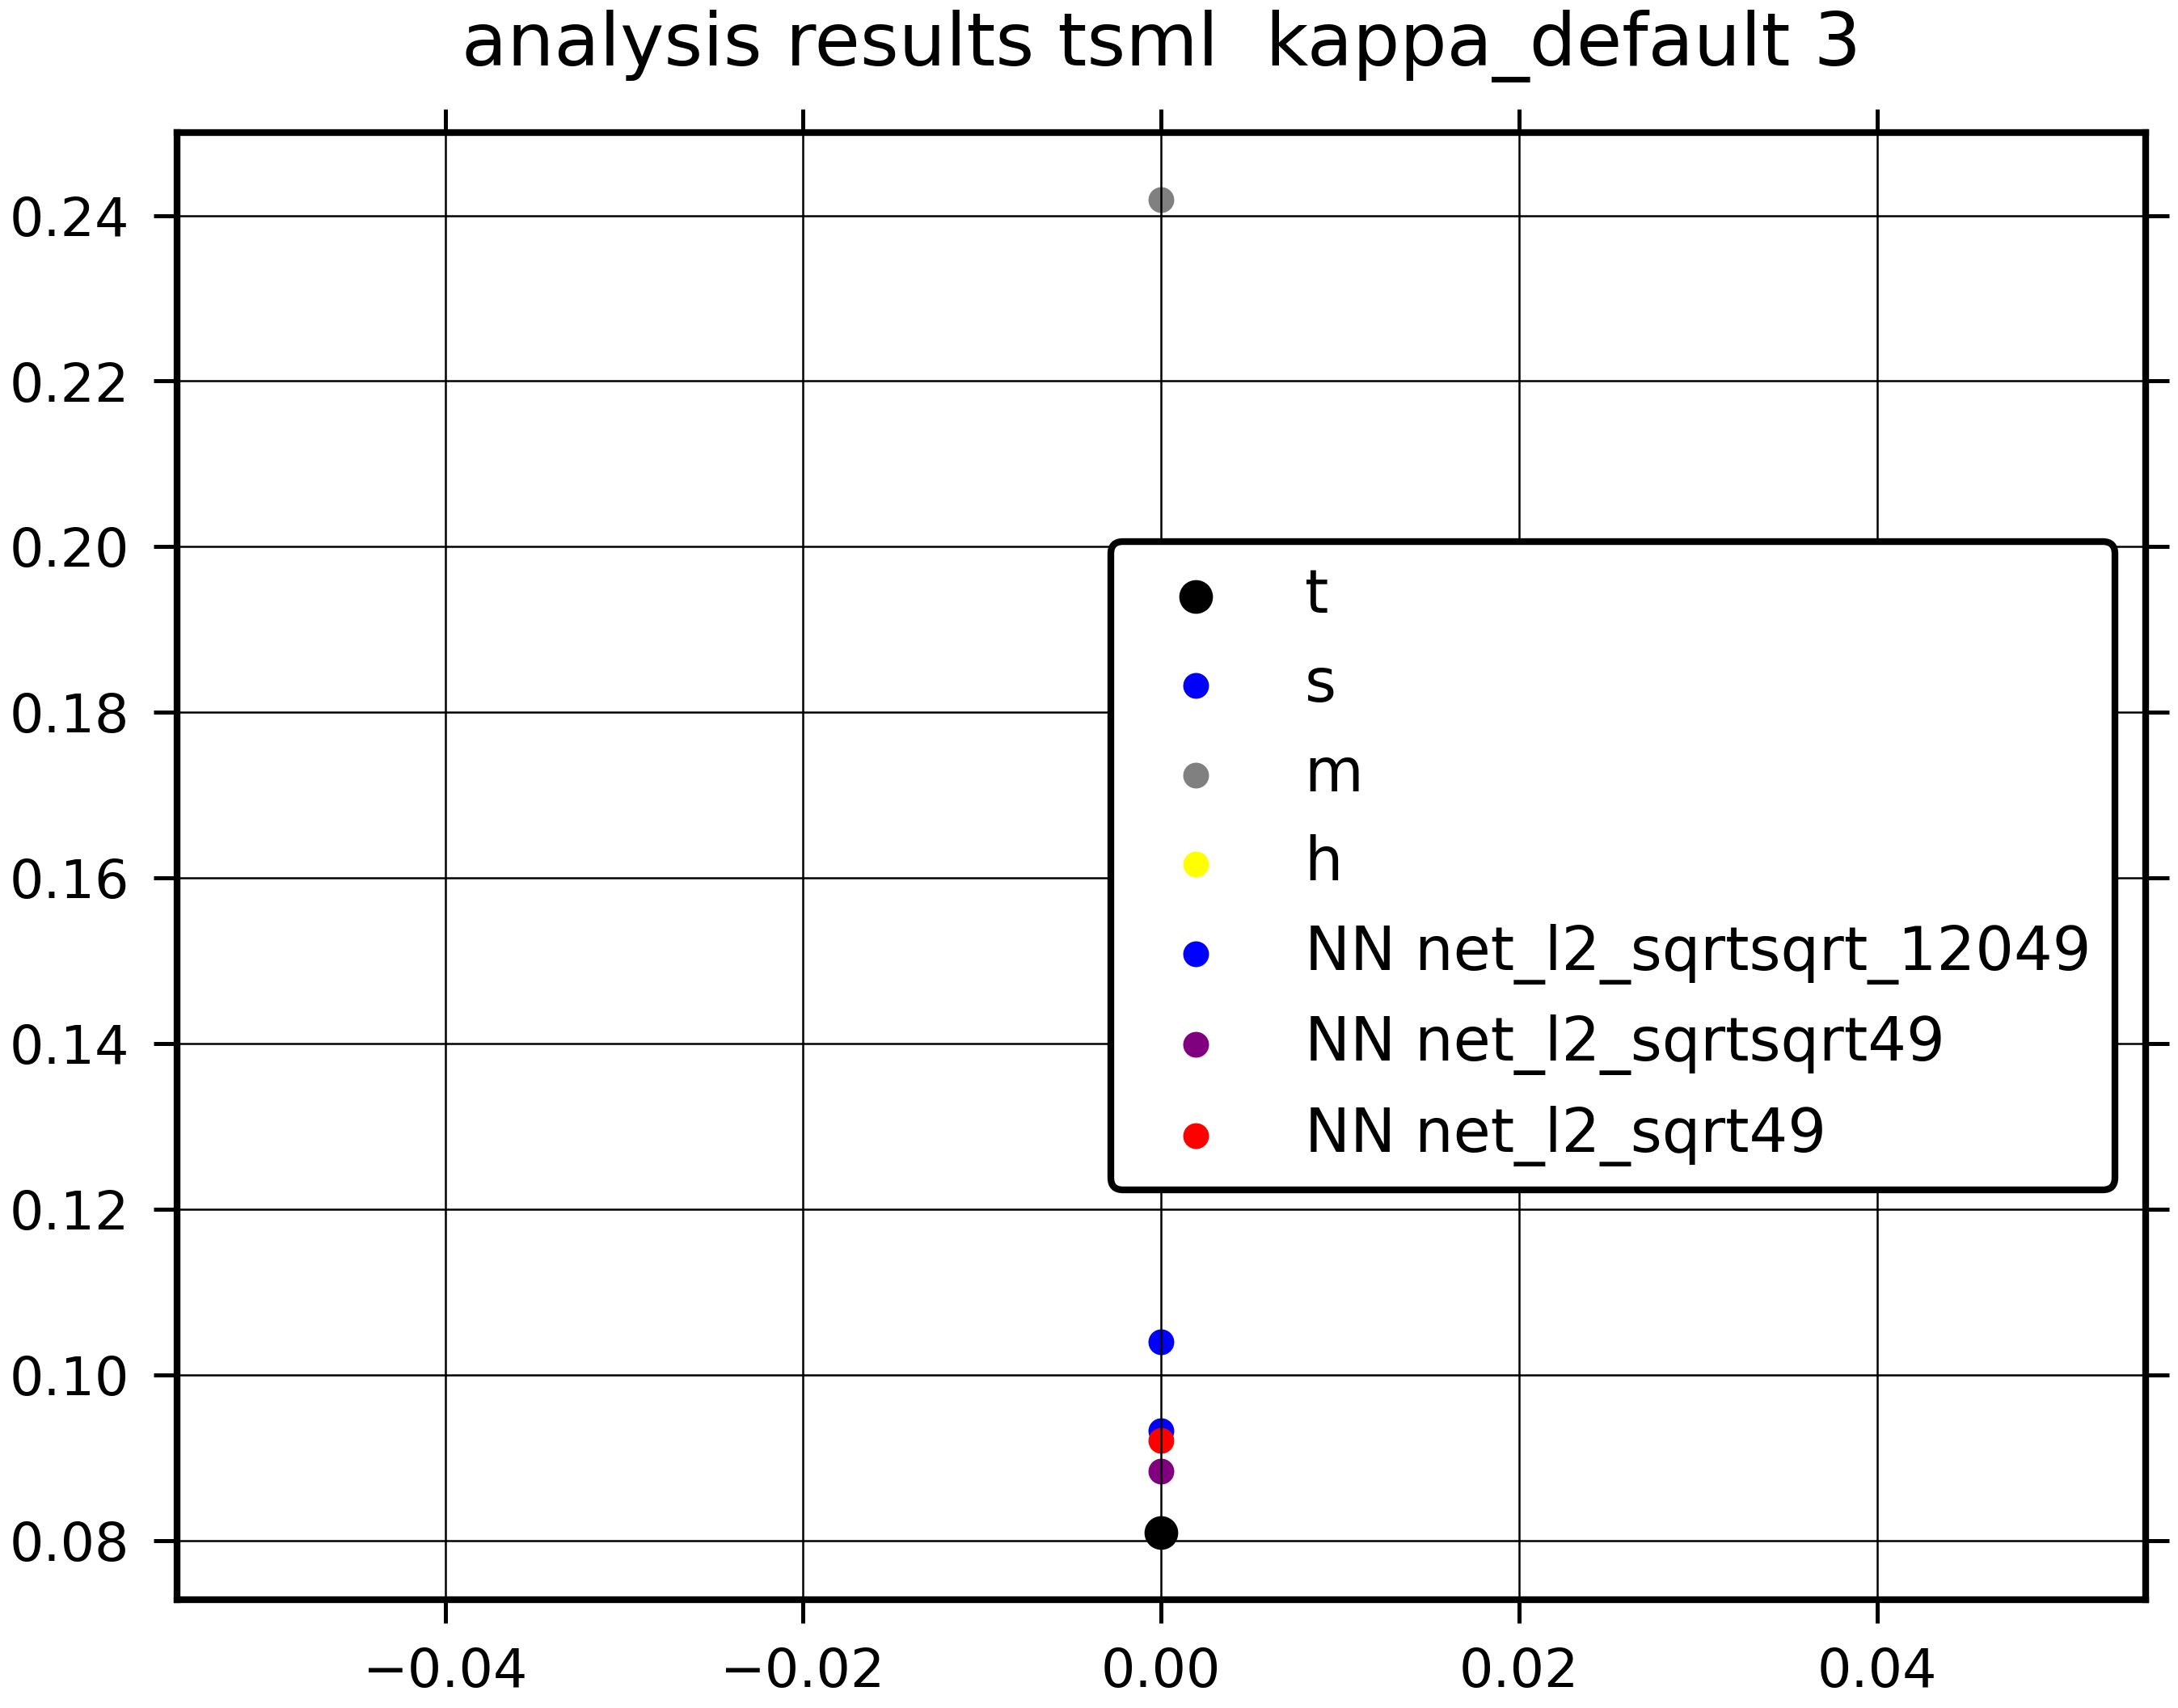 analysis results tsml  kappa_default 3
0.24
0.22
0.20
0.18
0.16
0.14
0.12
0.10
0.08
t
s
m
h
NN net_l2_sqrtsqrt_12049
NN net_l2_sqrtsqrt49
NN net_l2_sqrt49
−0.04 −0.02 0.00 0.02 0.04